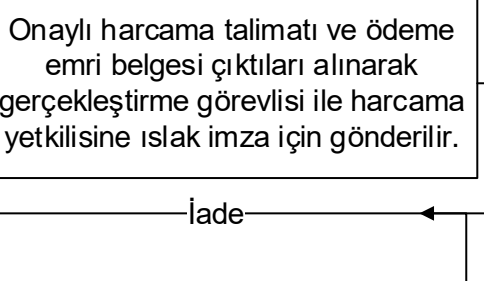 Onaylı harcama talimatı ve ödeme
emri belgesi çıktıları alınarak
gerçekleştirme görevlisi ile harcama
yetkilisine ıslak imza için gönderilir.
İade